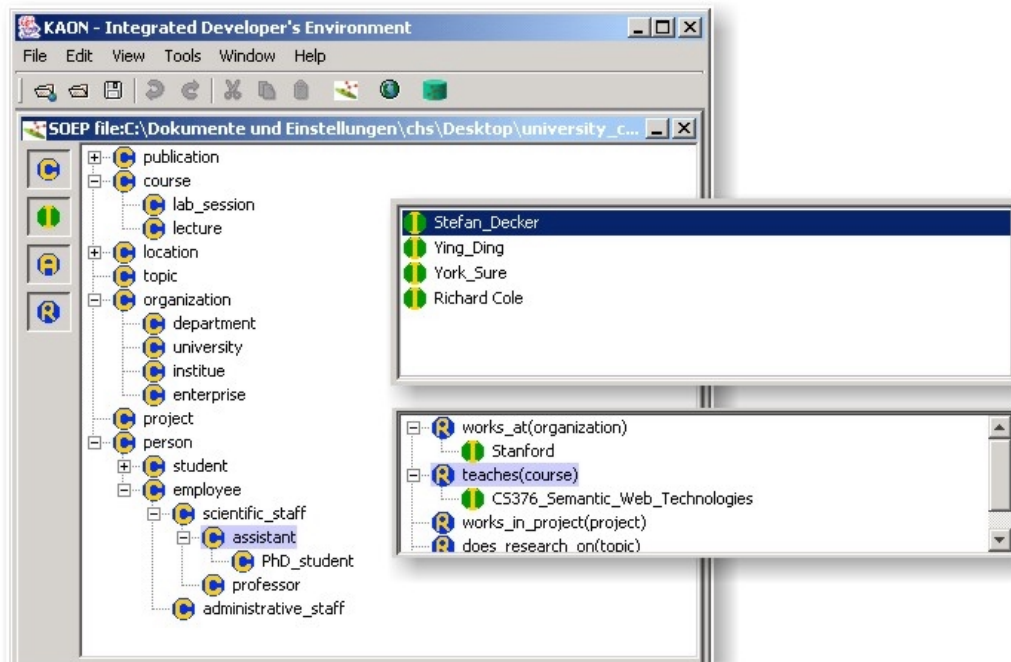 KAON - Integrated Developer's Environment
File Edit View Tools Window Help
SOEP file:C:\Dokumente und Einstellungen\chs\Desktop\university_c...
publication
course
lab_session
lecture
location
topic
organization
department
university
institue
enterprise
project
person
student
employee
scientific_staff
assistant
PhD_student
professor
administrative_staff
Stefan_Decker
Ying_Ding
York_Sure
Richard Cole
works_at(organization)
Stanford
teaches(course)
CS376_Semantic_Web_Technologies
works_in_project(project)
does_research_on(topic)